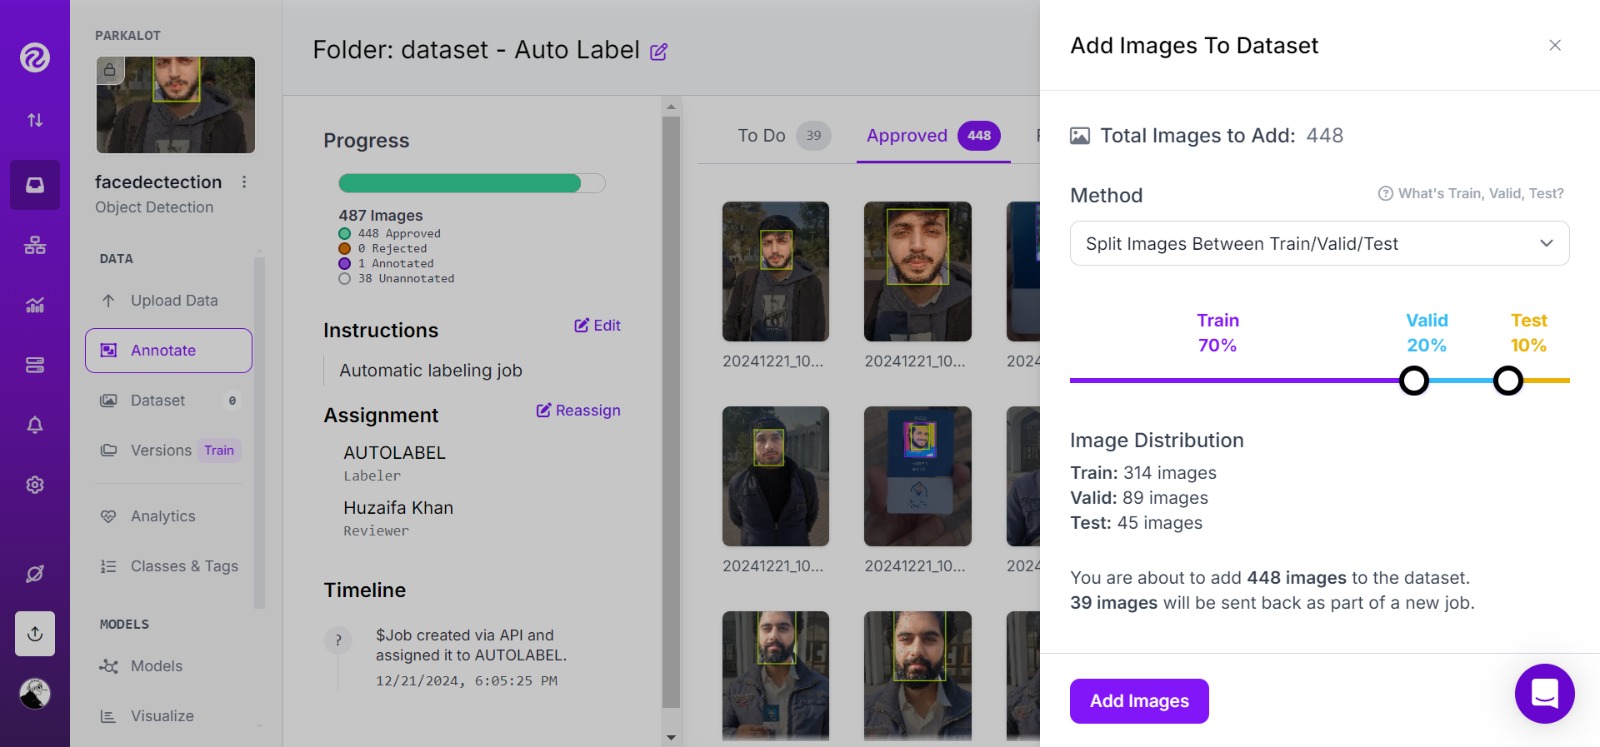 PARKALOT
facedectection
Object Detection
DATA
Upload Data
Annotate
Dataset 0
Versions Train
Analytics
Classes & Tags
MODELS
Models
Visualize
Folder: dataset - Auto Label
Progress
487 Images
448 Approved
0 Rejected
1 Annotated
38 Unannotated
Instructions
Edit
Automatic labeling job
Assignment
Reassign
AUTOLABEL
Labeler
Huzaifa Khan
Reviewer
Timeline
?
$Job created via API and
assigned it to AUTOLABEL.
12/21/2024, 6:05:25 PM
To Do 39
Approved 448
20241221_10...
20241221_10...
2024
20241221_10...
20241221_10...
2024
Add Images To Dataset
Total Images to Add: 448
Method
What's Train, Valid, Test?
Split Images Between Train/Valid/Test
Train Valid Test
70% 20% 10%
Image Distribution
Train: 314 images
Valid: 89 images
Test: 45 images
You are about to add 448 images to the dataset.
39 images will be sent back as part of a new job.
Add Images